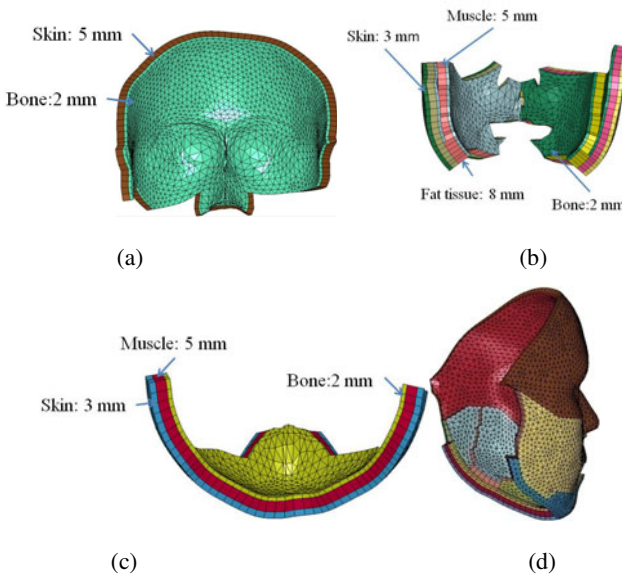 Skin: 5 mm
Bone:2 mm
(a)
Muscle: 5 mm
Skin: 3 mm
Fat tissue: 8 mm
Bone:2 mm
(b)
Muscle: 5 mm
Bone:2 mm
Skin: 3 mm
(c)
(d)